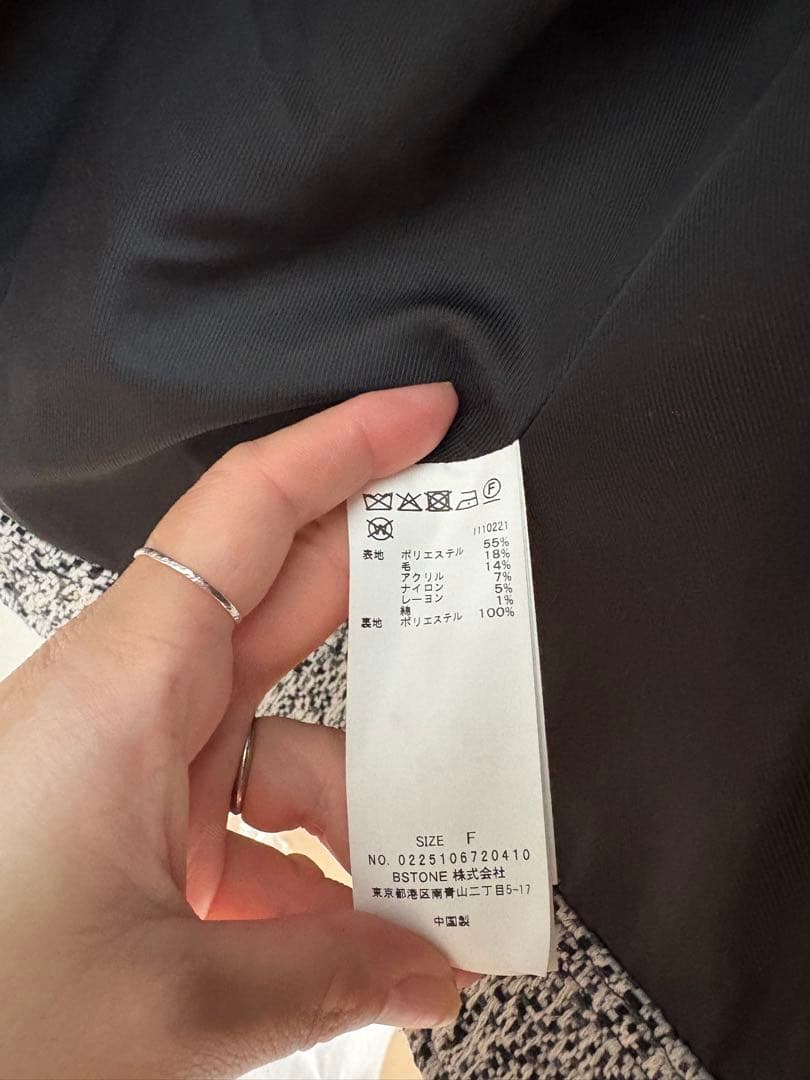 F
W
1110221
表地 ポリエステル 55%
毛 18%
アクリル 14%
ナイロン 7%
レーヨン 5%
綿 1%
裏地 ポリエステル 100%
SIZE F
NO. 0225106720410
BSTONE 株式会社
東京都港区南青山二丁目5-17
中国製